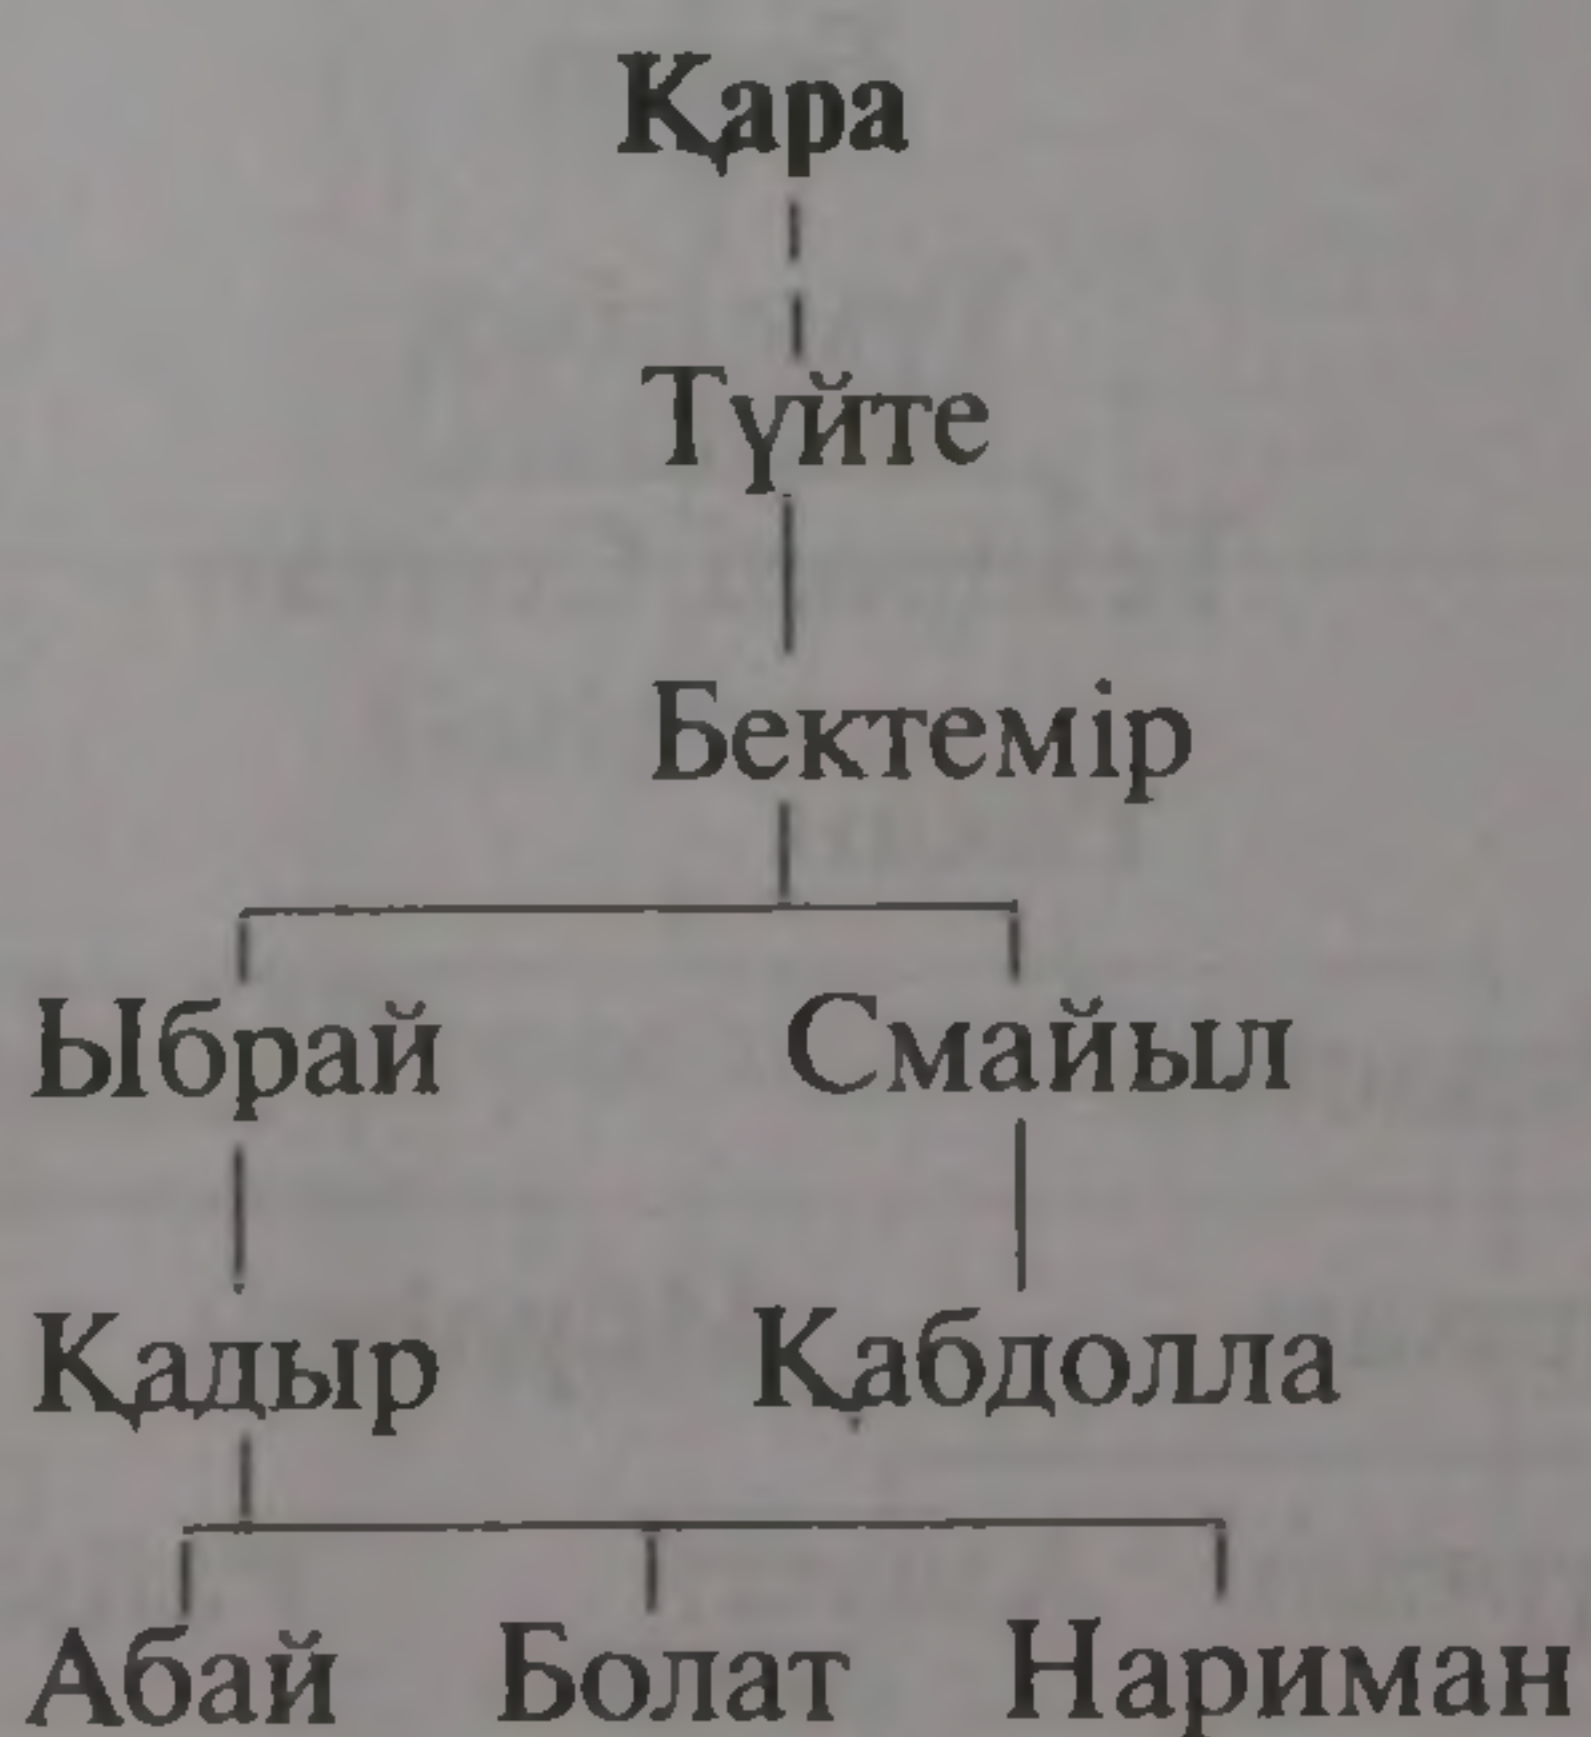 Қара
Түйте
Бектемір
Ыбрай Смайыл
Қадыр Қабдолла
Абай Болат Нариман